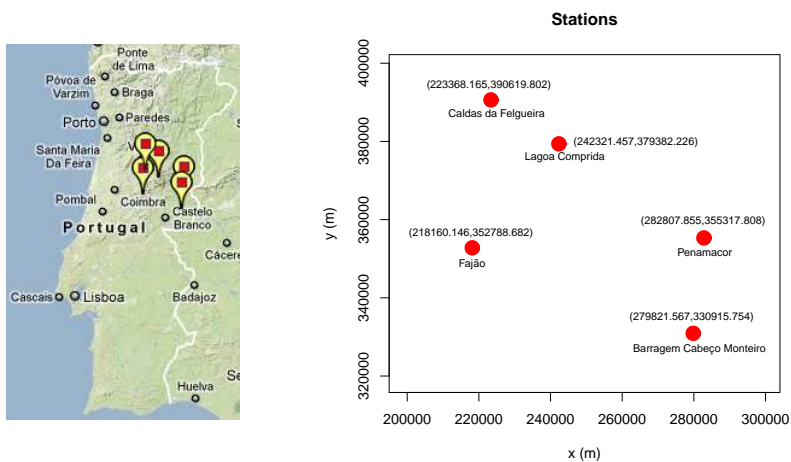 Ponte
de Lima
Póvoa de
Varzim
Braga
Porto
Paredes
Santa Maria
Da Feira
V
Pombal
Coimbra
Castelo
Branco
Portugal
Cácere
Cascais
Lisboa
Badajoz
Huelva
Se
Stations
400000
380000
360000
340000
320000
y (m)
(223368.165,390619.802)
Caldas da Felgueira
(242321.457,379382.226)
Lagoa Comprida
(218160.146,352788.682)
Fajão
(282807.855,355317.808)
Penamacor
(279821.567,330915.754)
Barragem Cabeço Monteiro
200000 220000 240000 260000 280000 300000
x (m)